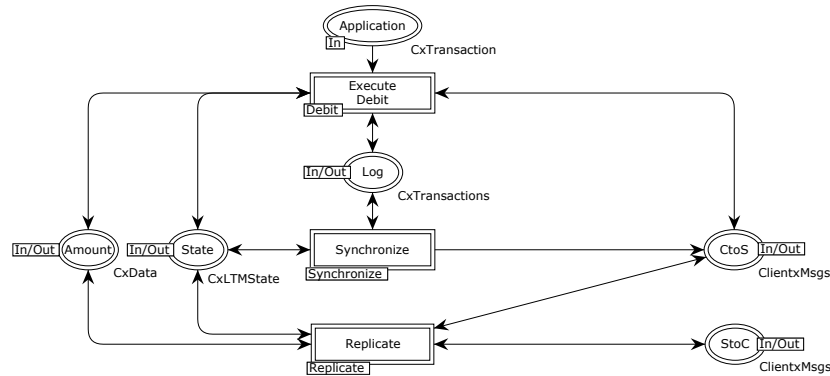 Application
In
CxTransaction
Execute
Debit
Debit
In/Out
Log
CxTransactions
In/Out
Amount
CxData
In/Out
State
CxLTMState
Synchronize
Synchronize
CtoS
In/Out
ClientxMsgs
Replicate
Replicate
StoC
In/Out
ClientxMsgs